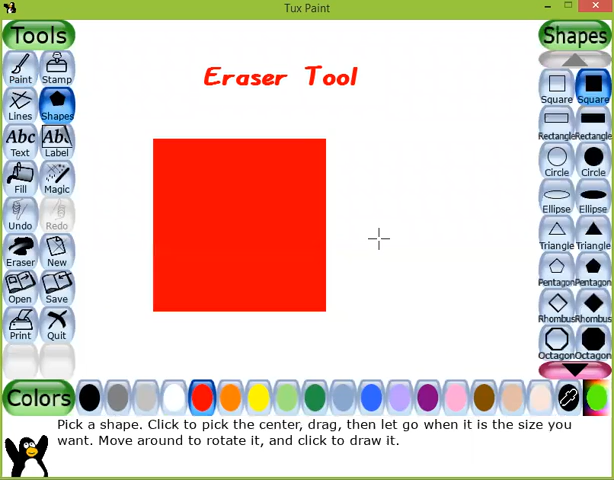 Tux Paint
Tools
Shapes
Eraser Tool
Paint Stamp
Square Square
Lines Shapes
Rectangle Rectangle
Abc Abc
Text Label
Circle Circle
Fill Magic
Ellipse Ellipse
Undo Redo
Triangle Triangle
Eraser New
Pentagon Pentagon
Open Save
Rhombus Rhombus
Print Quit
Octagon Octagon
Colors
Pick a shape. Click to pick the center, drag, then let go when it is the size you
want. Move around to rotate it, and click to draw it.